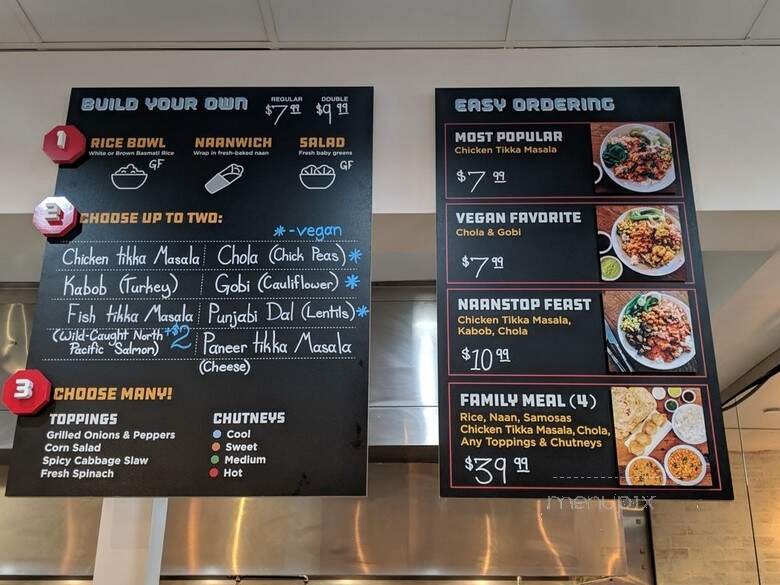 BUILD YOUR OWN
REGULAR DOUBLE
$7.99 $9.99
1
RICE BOWL NAANWICH SALAD
White or Brown Basmati Rice Wrap in fresh-baked naan Fresh baby greens
GF GF
2
CHOOSE UP TO TWO:
*-vegan
Chicken tikka Masala Chola (Chick Peas)*
Kabob (Turkey) Gobi (Cauliflower)*
Fish tikka Masala Punjabi Dal (Lentils)*
(Wild-Caught North Pacific Salmon) +$2
Paneer tikka Masala
(Cheese)
3
CHOOSE MANY!
TOPPINGS
Grilled Onions & Peppers
Corn Salad
Spicy Cabbage Slaw
Fresh Spinach
CHUTNEYS
Cool
Sweet
Medium
Hot
EASY ORDERING
MOST POPULAR
Chicken Tikka Masala
$7.99
VEGAN FAVORITE
Chola & Gobi
$7.99
NAANSTOP FEAST
Chicken Tikka Masala,
Kabob, Chola
$10.99
FAMILY MEAL (4)
Rice, Naan, Samosas
Chicken Tikka Masala, Chola,
Any Toppings & Chutneys
$39.99
menupix